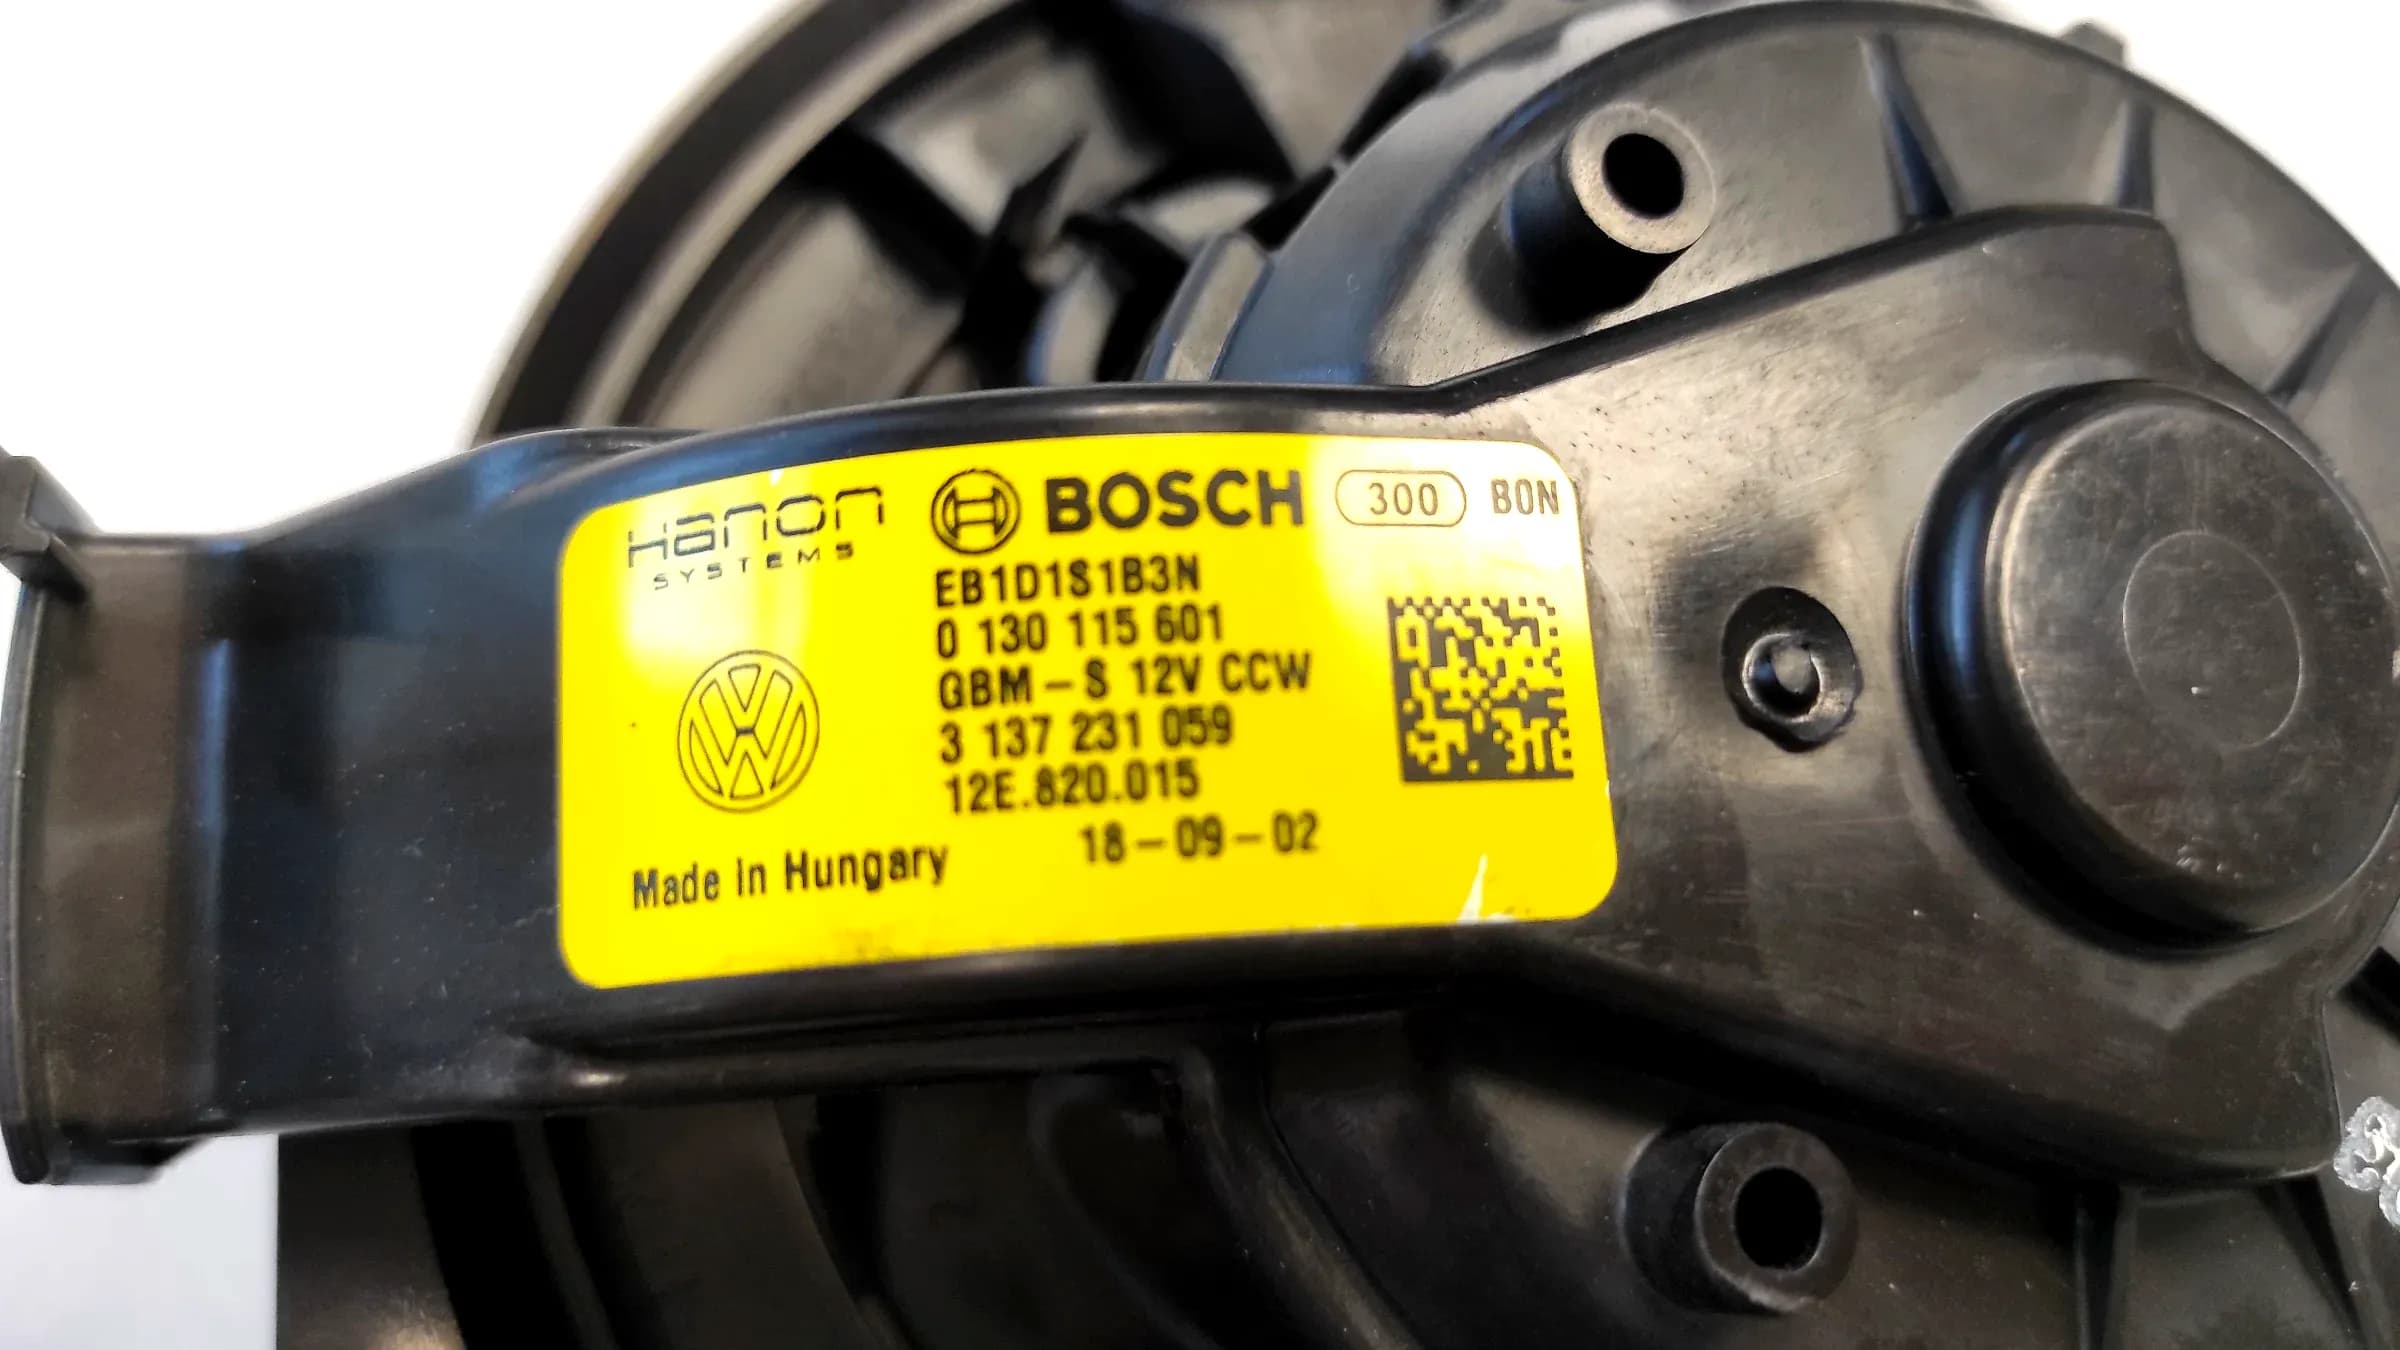 Hanon
SYSTEMS
BOSCH 300 BON
EB1D1S1B3N
0 130 115 601
GBM - S 12V CCW
3 137 231 059
12E.820.015
18-09-02
Made in Hungary